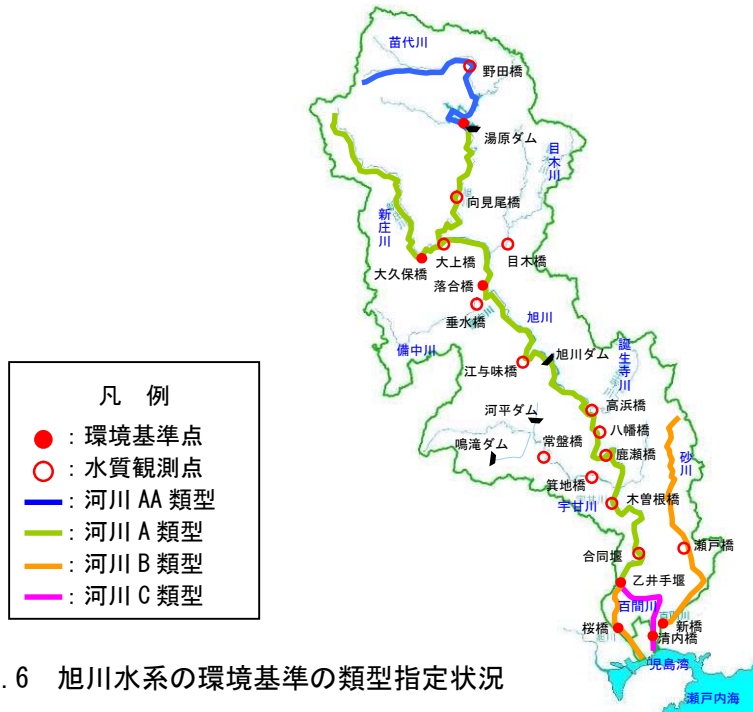 苗代川
野田橋
湯原ダム
目木川
向見尾橋
新庄川
大久保橋
大上橋
目木橋
落合橋
垂水橋
旭川
備中川
江与味橋
旭川ダム
誕生寺川
高浜橋
河平ダム
八幡橋
鳴滝ダム
常盤橋
鹿瀬橋
砂川
箕地橋
宇甘川
木曽根橋
合同堰
瀬戸橋
乙井手堰
百間川
桜橋
新橋
清内橋
児島湾
瀬戸内海
凡 例
：環境基準点
：水質観測点
：河川 AA 類型
：河川 A 類型
：河川 B 類型
：河川 C 類型
.6 旭川水系の環境基準の類型指定状況